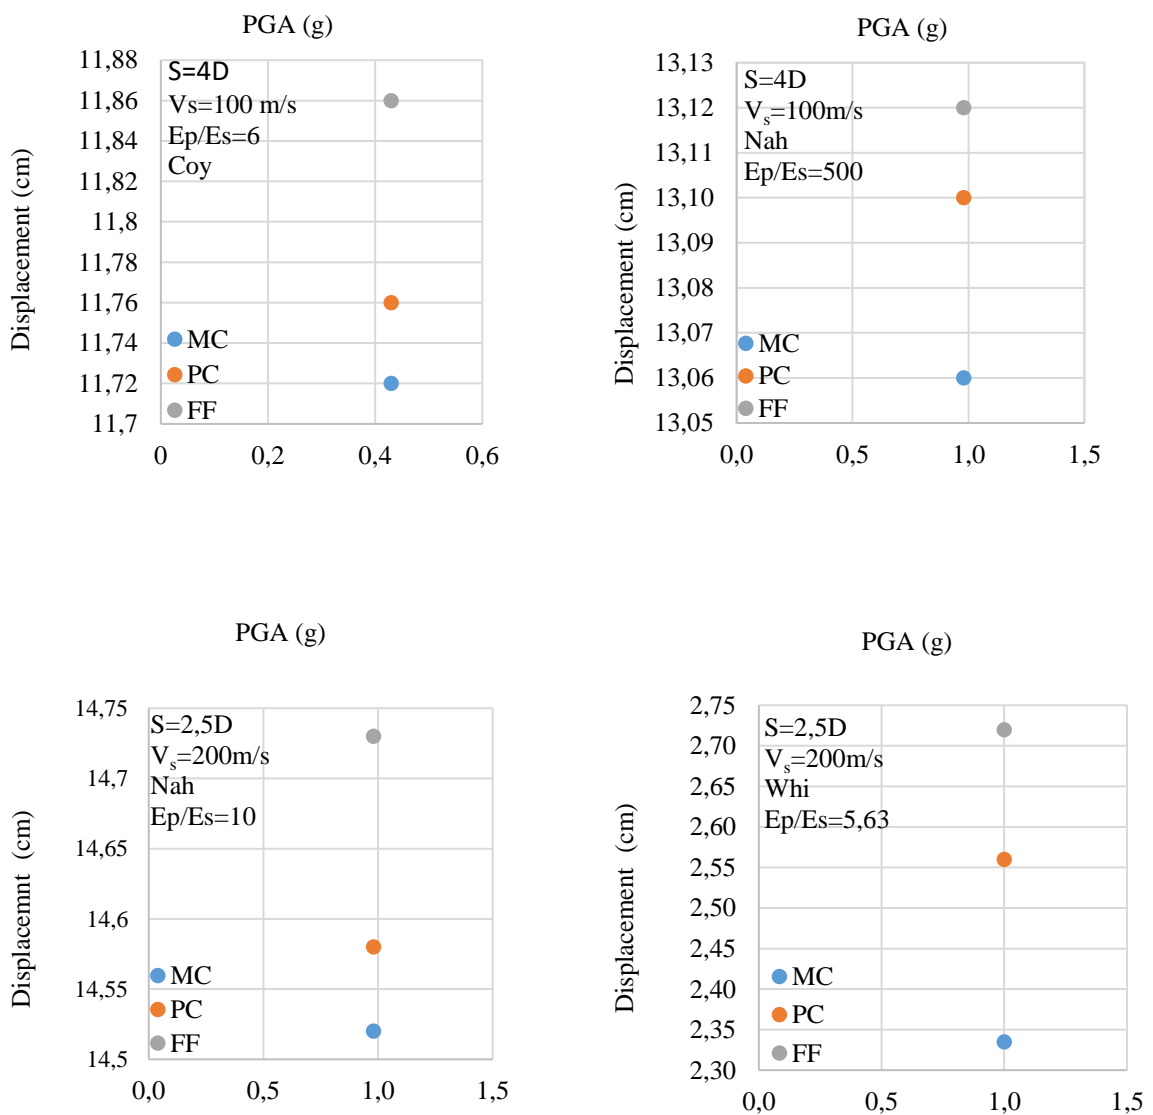 PGA (g)
11,88
11,86
11,84
11,82
11,8
11,78
11,76
11,74
11,72
11,7
Displacement (cm)
S=4D
Vs=100 m/s
Ep/Es=6
Coy
MC
PC
FF
0 0,2 0,4 0,6
PGA (g)
13,13
13,12
13,11
13,10
13,09
13,08
13,07
13,06
13,05
Displacement (cm)
S=4D
Vs=100m/s
Nah
Ep/Es=500
MC
PC
FF
0,0 0,5 1,0 1,5
PGA (g)
14,75
14,7
14,65
14,6
14,55
14,5
Displacemnt (cm)
S=2,5D
Vs=200m/s
Nah
Ep/Es=10
MC
PC
FF
0,0 0,5 1,0 1,5
PGA (g)
2,75
2,70
2,65
2,60
2,55
2,50
2,45
2,40
2,35
2,30
Displacement (cm)
S=2,5D
Vs=200m/s
Whi
Ep/Es=5,63
MC
PC
FF
0,0 0,5 1,0 1,5